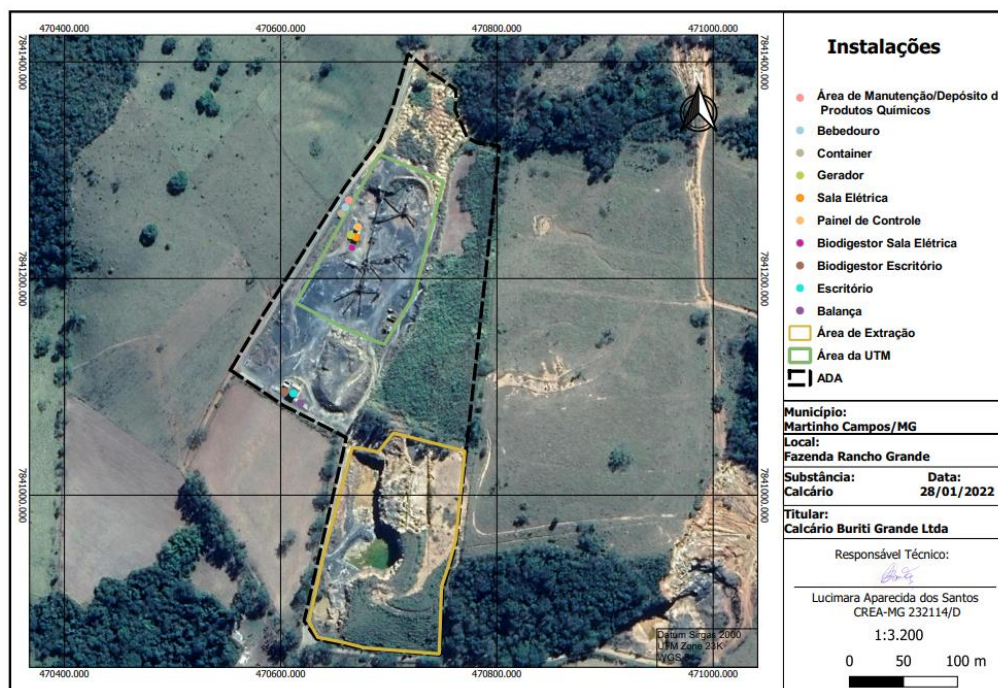 470400.000
470600.000
470800.000
471000.000
7841400.000
7841400.000
7841200.000
7841200.000
7841000.000
7841000.000
Datum Sirgas 2000
UTM Zone 23K
WGS 84
470400.000
470600.000
470800.000
471000.000
Instalações
Área de Manutenção/Depósito d
Produtos Químicos
Bebedouro
Container
Gerador
Sala Elétrica
Painel de Controle
Biodigestor Sala Elétrica
Biodigestor Escritório
Escritório
Balança
Área de Extração
Área da UTM
ADA
Município:
Martinho Campos/MG
Local:
Fazenda Rancho Grande
Substância: Data:
Calcário 28/01/2022
Titular:
Calcário Buriti Grande Ltda
Responsável Técnico:
Lucimara Aparecida dos Santos
CREA-MG 232114/D
1:3.200
0 50 100 m